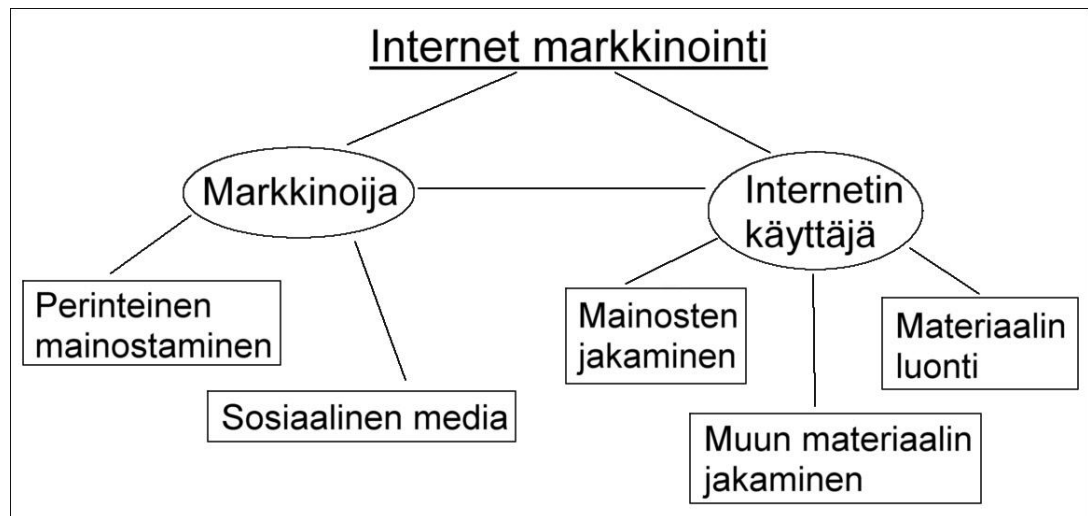 Internet markkinointi
Markkinoija
Internetin
käyttäjä
Perinteinen
mainostaminen
Sosiaalinen media
Mainosten
jakaminen
Muun materiaalin
jakaminen
Materiaalin
luonti